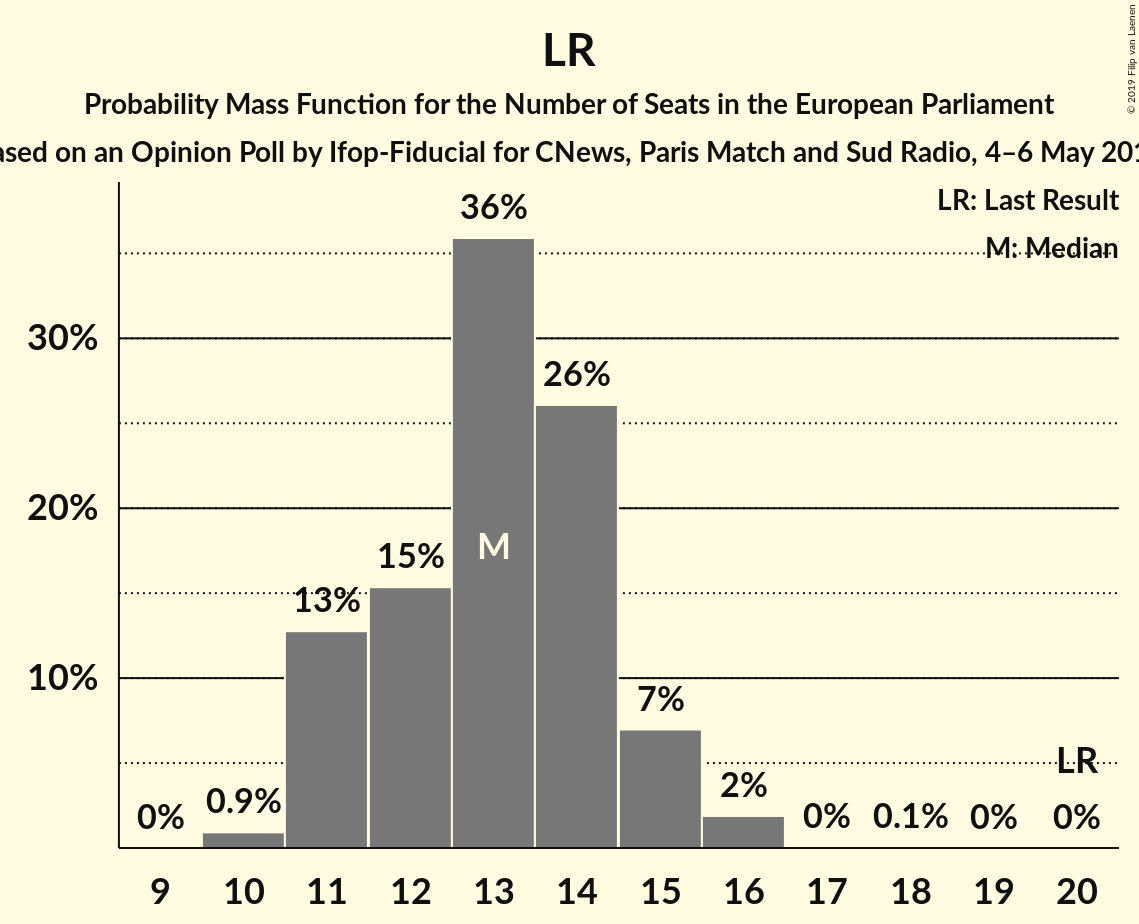 LR
Probability Mass Function for the Number of Seats in the European Parliament
ased on an Opinion Poll by Ifop-Fiducial for CNews, Paris Match and Sud Radio, 4–6 May 201
© 2019 Filip van Laenen
LR: Last Result
M: Median
36%
30%
26%
20%
15%
M
13%
10%
7%
LR
2%
0% 0.9% 0% 0.1% 0% 0%
9 10 11 12 13 14 15 16 17 18 19 20